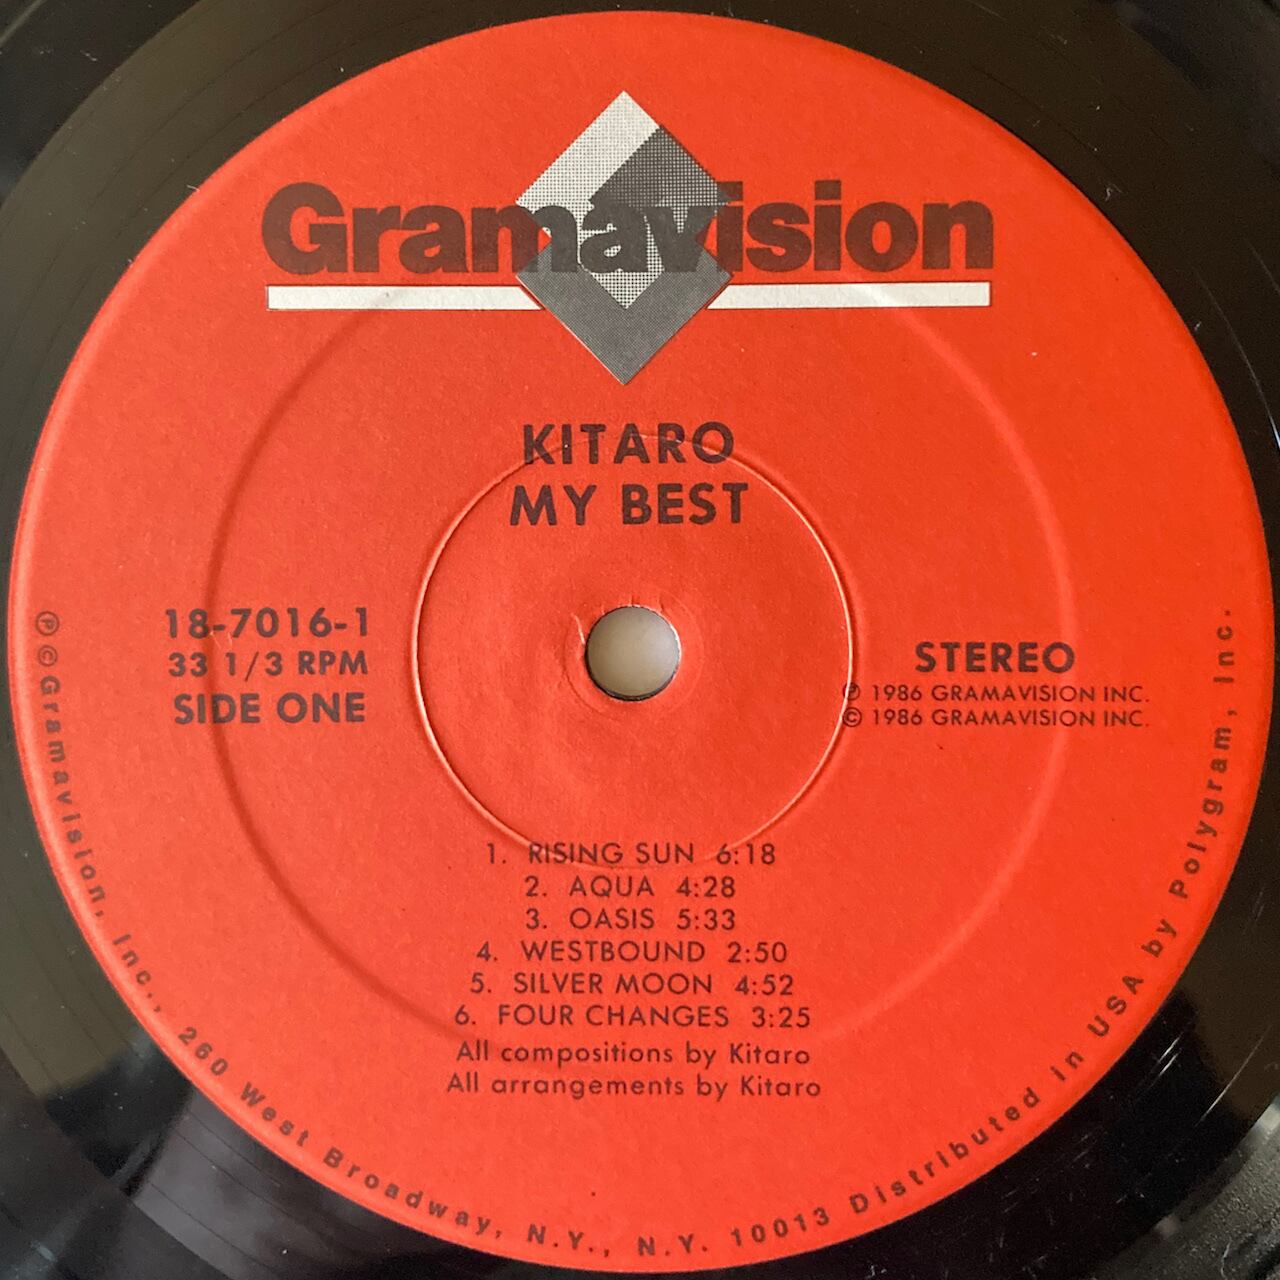 Gramavision
KITARO
MY BEST
18-7016-1
33 1/3 RPM
SIDE ONE
STEREO
℗ 1986 GRAMAVISION INC.
© 1986 GRAMAVISION INC.
1. RISING SUN 6:18
2. AQUA 4:28
3. OASIS 5:33
4. WESTBOUND 2:50
5. SILVER MOON 4:52
6. FOUR CHANGES 3:25
All compositions by Kitaro
All arrangements by Kitaro
℗©Gramavision, Inc., 260 West Broadway, N.Y., N.Y. 10013 Distributed in USA by Polygram, Inc.